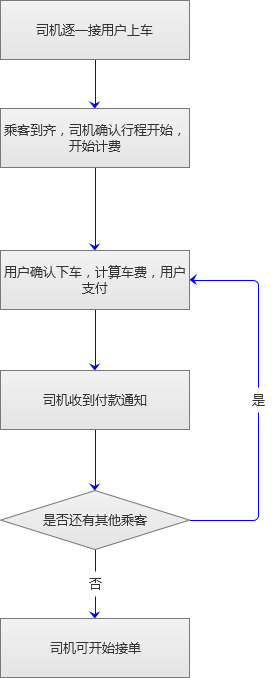 司机逐一接用户上车
乘客到齐，司机确认行程开始，
开始计费
用户确认下车，计算车费，用户
支付
司机收到付款通知
是
是否还有其他乘客
否
司机可开始接单